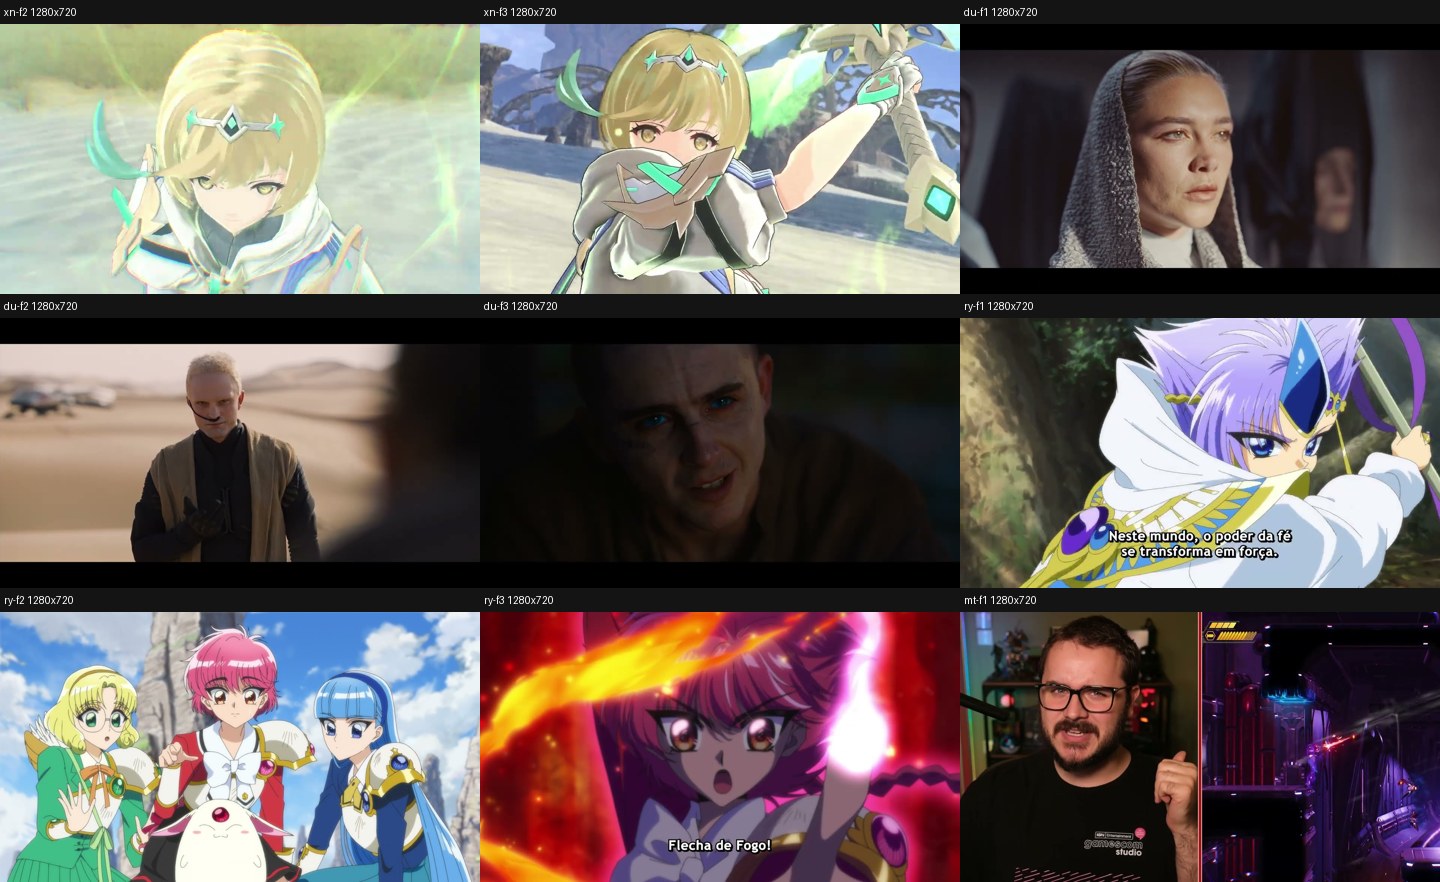 xn-f2 1280x720
xn-f3 1280x720
du-f1 1280x720
du-f2 1280x720
du-f3 1280x720
ry-f1 1280x720
Neste mundo, o poder da fé
se transforma em força.
ry-f2 1280x720
ry-f3 1280x720
Flecha de Fogo!
mt-f1 1280x720
gamescom
studio